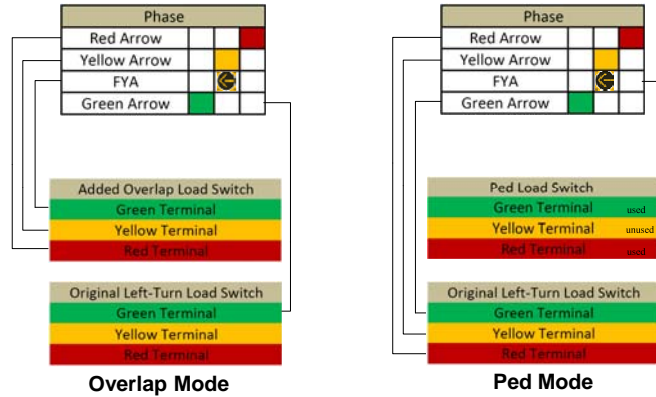 Phase
Red Arrow
Yellow Arrow
FYA
Green Arrow
Added Overlap Load Switch
Green Terminal
Yellow Terminal
Red Terminal
Original Left-Turn Load Switch
Green Terminal
Yellow Terminal
Red Terminal
Overlap Mode
Phase
Red Arrow
Yellow Arrow
FYA
Green Arrow
Ped Load Switch
Green Terminal used
Yellow Terminal unused
Red Terminal used
Original Left-Turn Load Switch
Green Terminal
Yellow Terminal
Red Terminal
Ped Mode